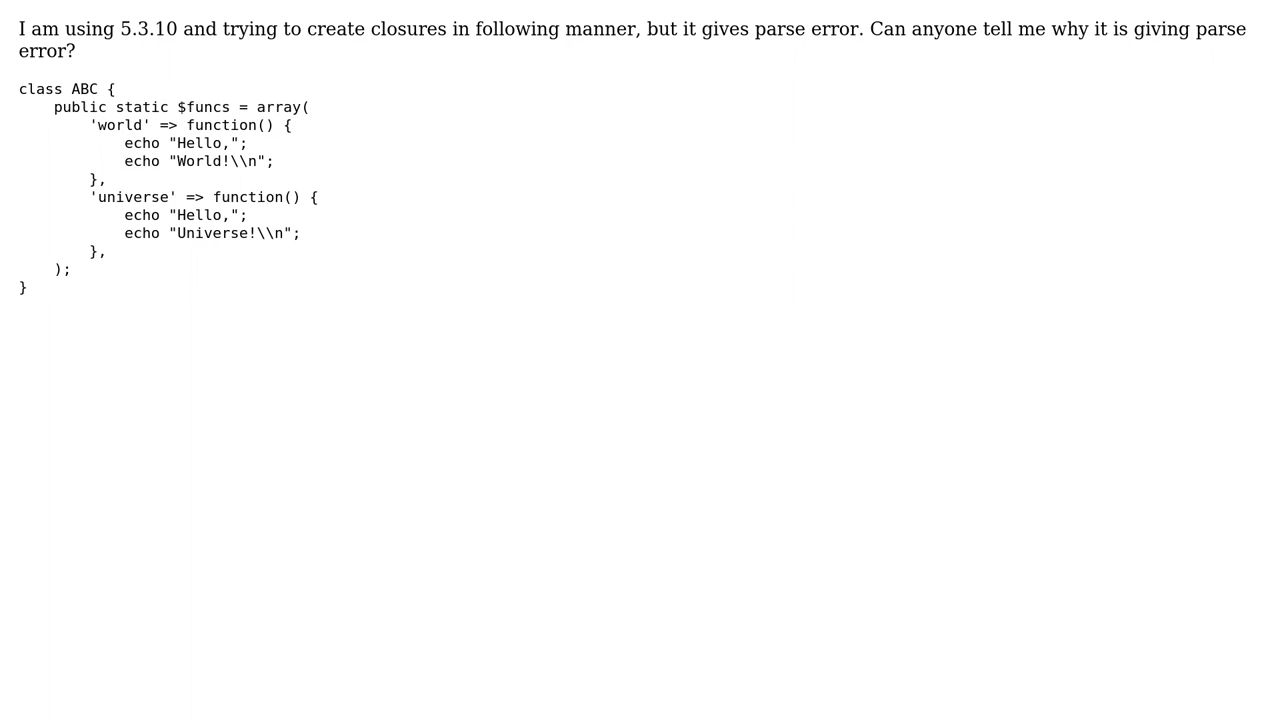 I am using 5.3.10 and trying to create closures in following manner, but it gives parse error. Can anyone tell me why it is giving parse
error?
class ABC {
    public static $funcs = array(
        'world' => function() {
            echo "Hello,";
            echo "World!\\n";
        },
        'universe' => function() {
            echo "Hello,";
            echo "Universe!\\n";
        },
    );
}